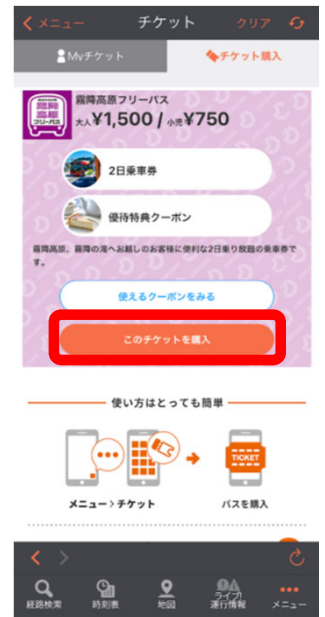 メニュー チケット クリア
Myチケット チケット購入
霧降高原フリーパス
霧降
高原
フリーパス
大人¥1,500 / 小児¥750
2日乗車券
優待特典クーポン
霧降高原、霧降の滝へお越しのお客様に便利な2日乗り放題の乗車券で
す。
使えるクーポンをみる
このチケットを購入
使い方はとっても簡単
TICKET
メニュー>チケット パスを購入
経路検索 時刻表 地図 ライブ!運行情報 メニュー